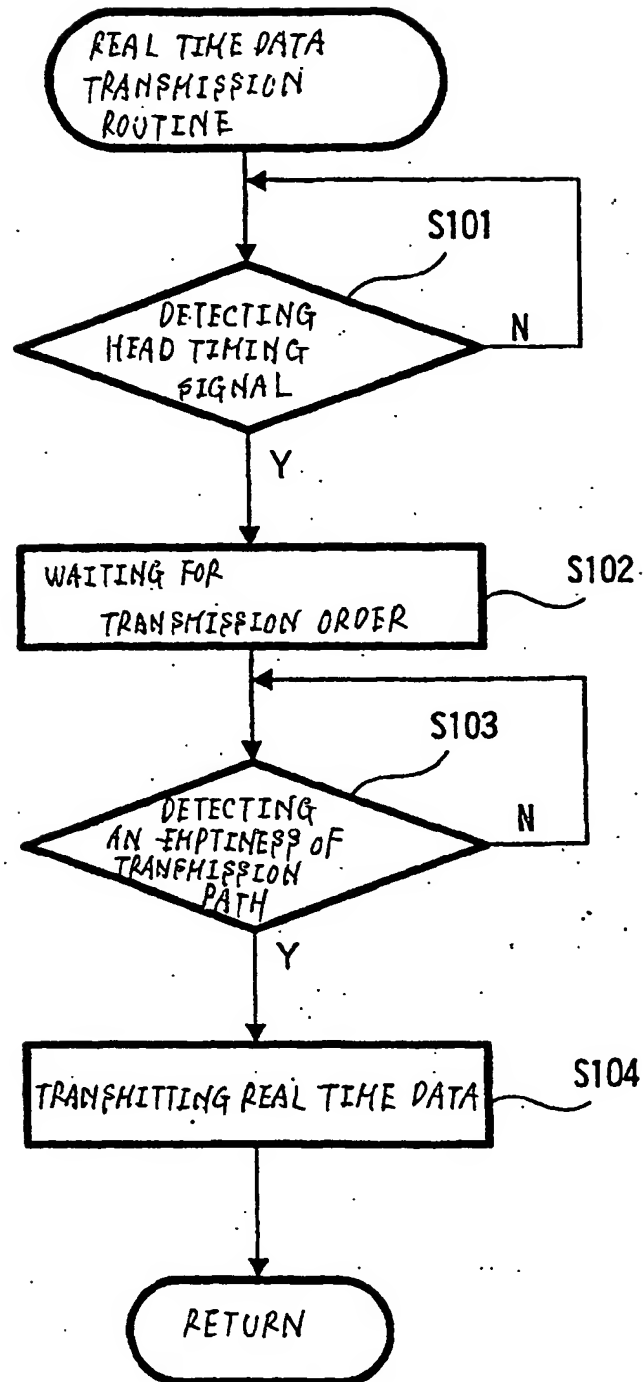 REAL TIME DATA
TRANSMISSION
ROUTINE
S101
DETECTING
HEAD TIMING
SIGNAL
N
Y
WAITING FOR
TRANSMISSION ORDER
S102
S103
DETECTING
AN EMPTINESS OF
TRANSMISSION
PATH
N
Y
TRANSMITTING REAL TIME DATA
S104
RETURN